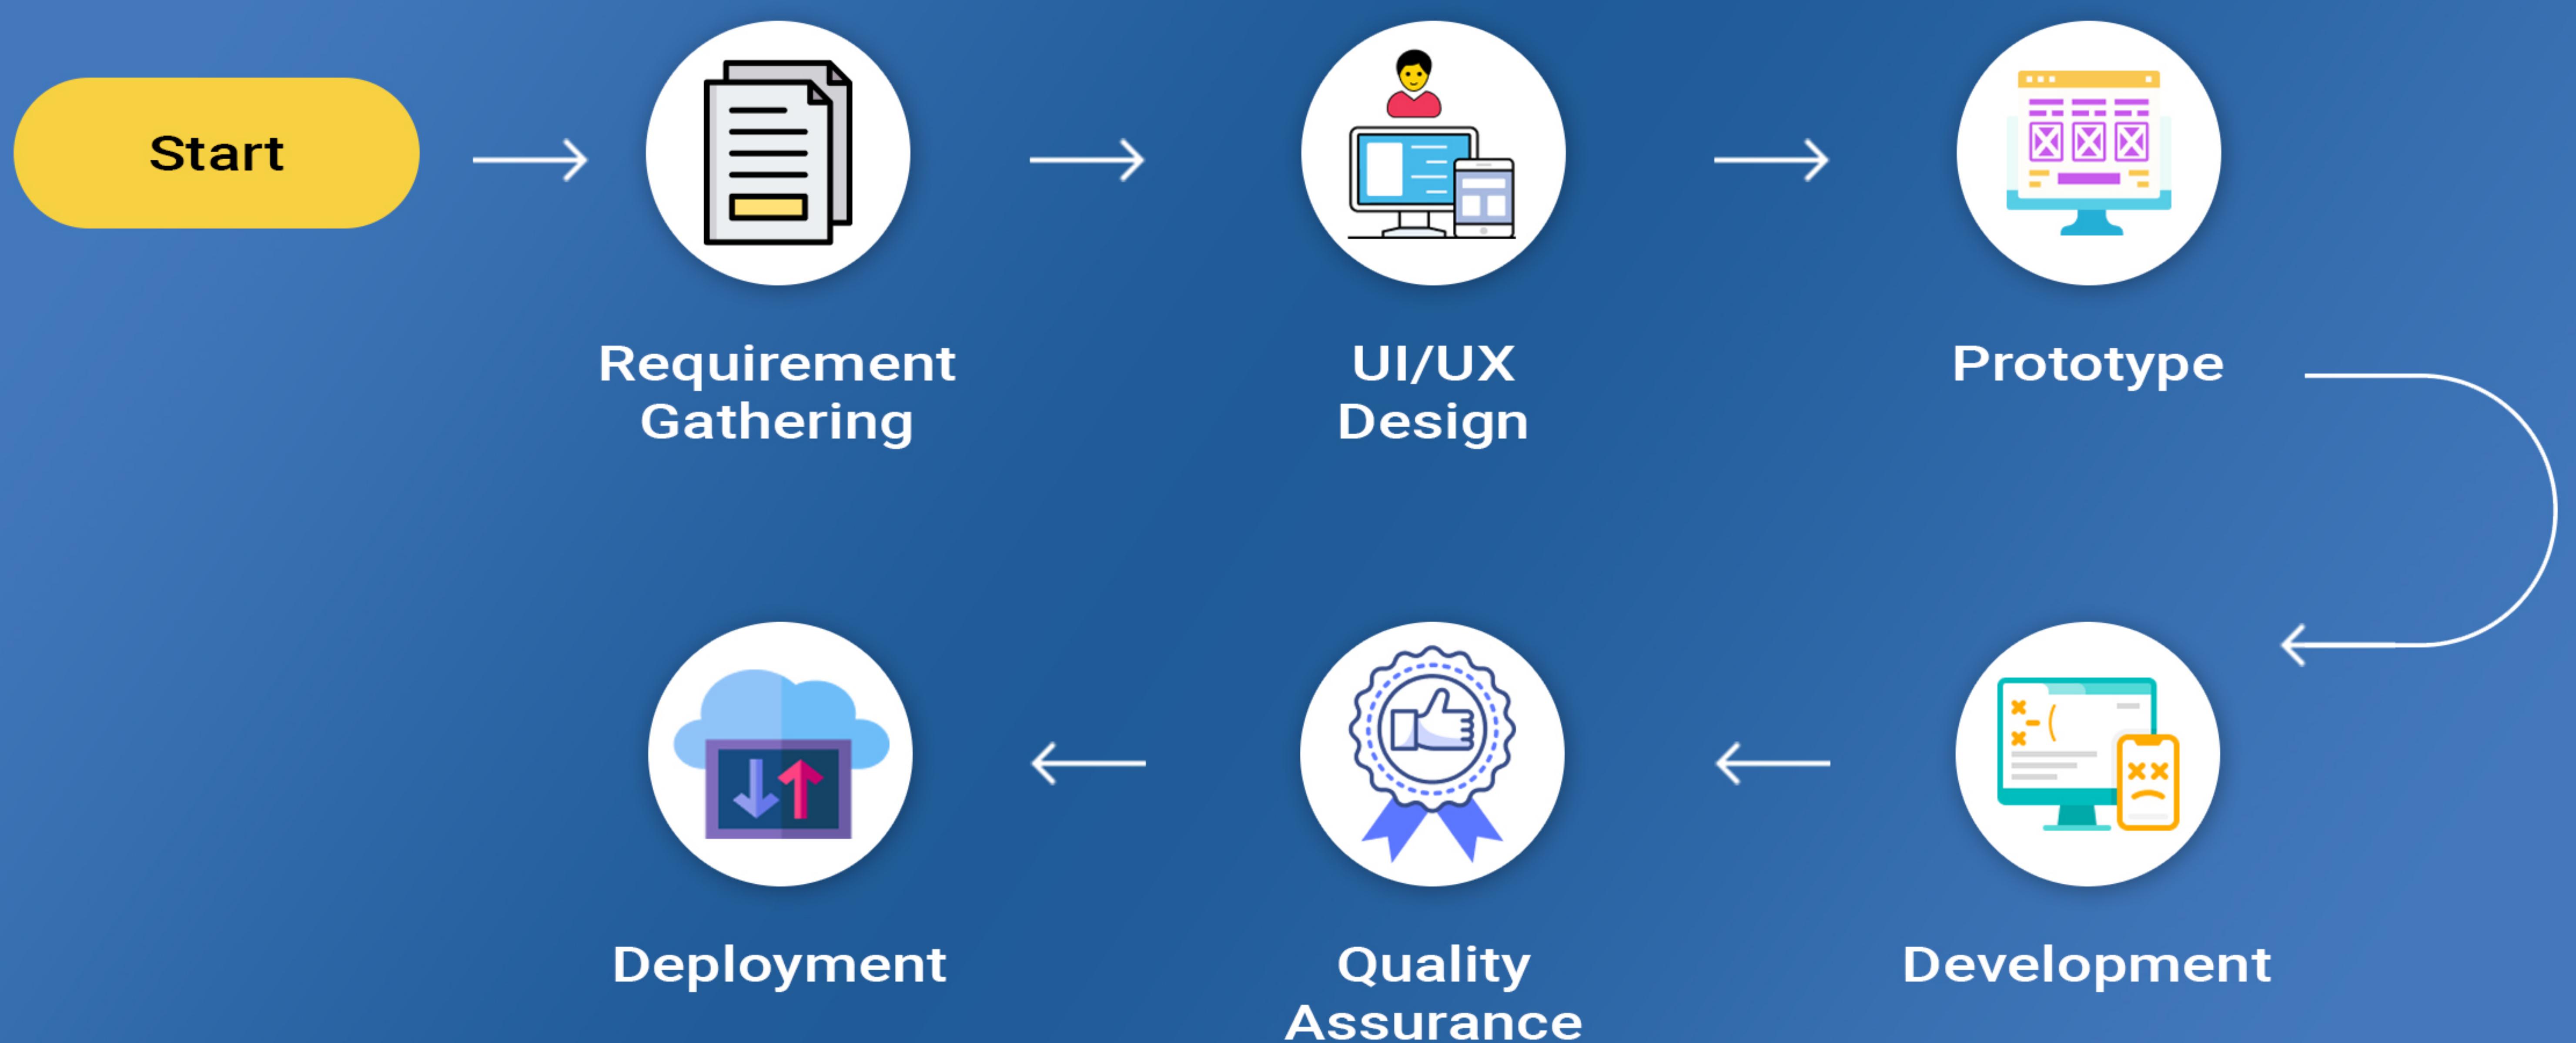 Start
Requirement
Gathering
UI/UX
Design
Prototype
Development
Quality
Assurance
Deployment